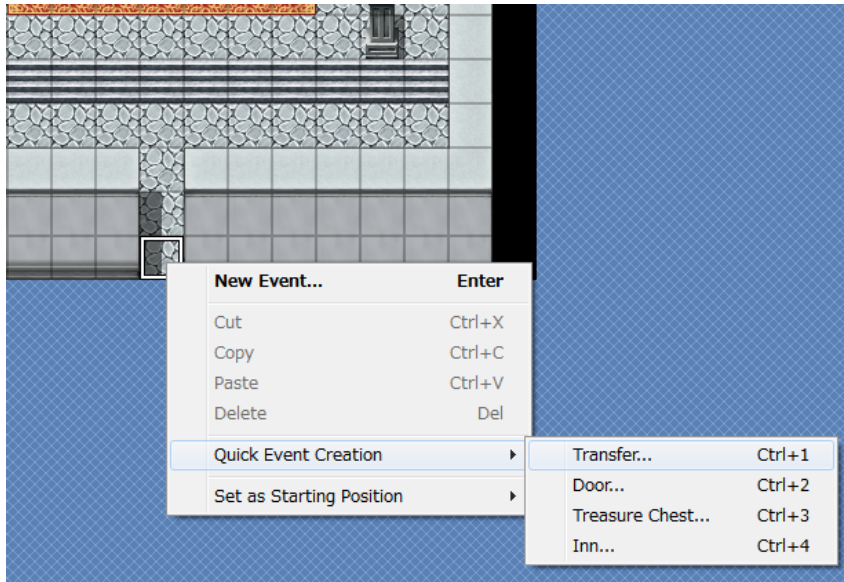 New Event... Enter
Cut Ctrl+X
Copy Ctrl+C
Paste Ctrl+V
Delete Del
Quick Event Creation
Set as Starting Position
Transfer... Ctrl+1
Door... Ctrl+2
Treasure Chest... Ctrl+3
Inn... Ctrl+4